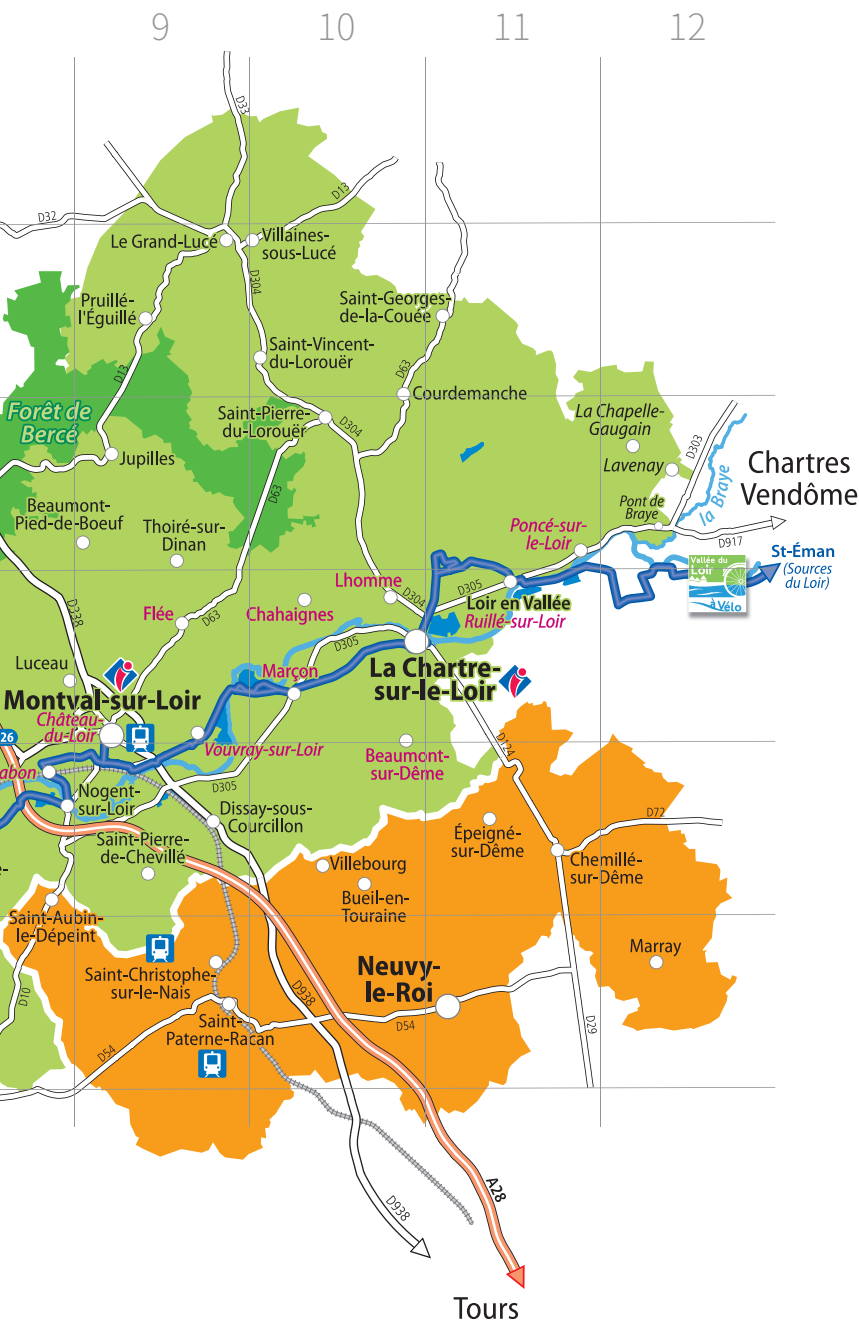 9
10
11
12
D33
D13
D32
Le Grand-Lucé
Villaines-
sous-Lucé
D304
Pruillé-
l'Éguillé
Saint-Georges-
de-la-Couée
Saint-Vincent-
du-Lorouër
D13
D63
Courdemanche
Forêt de
Bercé
Saint-Pierre-
du-Lorouër
D304
La Chapelle-
Gaugain
D303
Jupilles
Lavenay
la Braye
Chartres
Vendôme
D63
Beaumont-
Pied-de-Boeuf
Thoiré-sur-
Dinan
Pont de
Braye
Poncé-sur-
le-Loir
D917
St-Éman
(Sources
du Loir)
Vallée du
Loir
à Vélo
Lhomme
D305
D304
Loir en Vallée
Ruillé-sur-Loir
D338
Flée
D63
Chahaignes
D305
Luceau
Marçon
La Chartre-
sur-le-Loir
Montval-sur-Loir
Château-
du-Loir
26
Vouvray-sur-Loir
Beaumont-
sur-Dême
D124
abon
D305
Nogent-
sur-Loir
Dissay-sous-
Courcillon
D72
Épeigné-
sur-Dême
Saint-Pierre-
de-Chevillé
Villebourg
Chemillé-
sur-Dême
e-
Bueil-en-
Touraine
Saint-Aubin-
le-Dépeint
Marray
Saint-Christophe-
sur-le-Nais
Neuvy-
le-Roi
D10
D938
Saint-
Paterne-Racan
D54
D29
D54
A28
D938
Tours